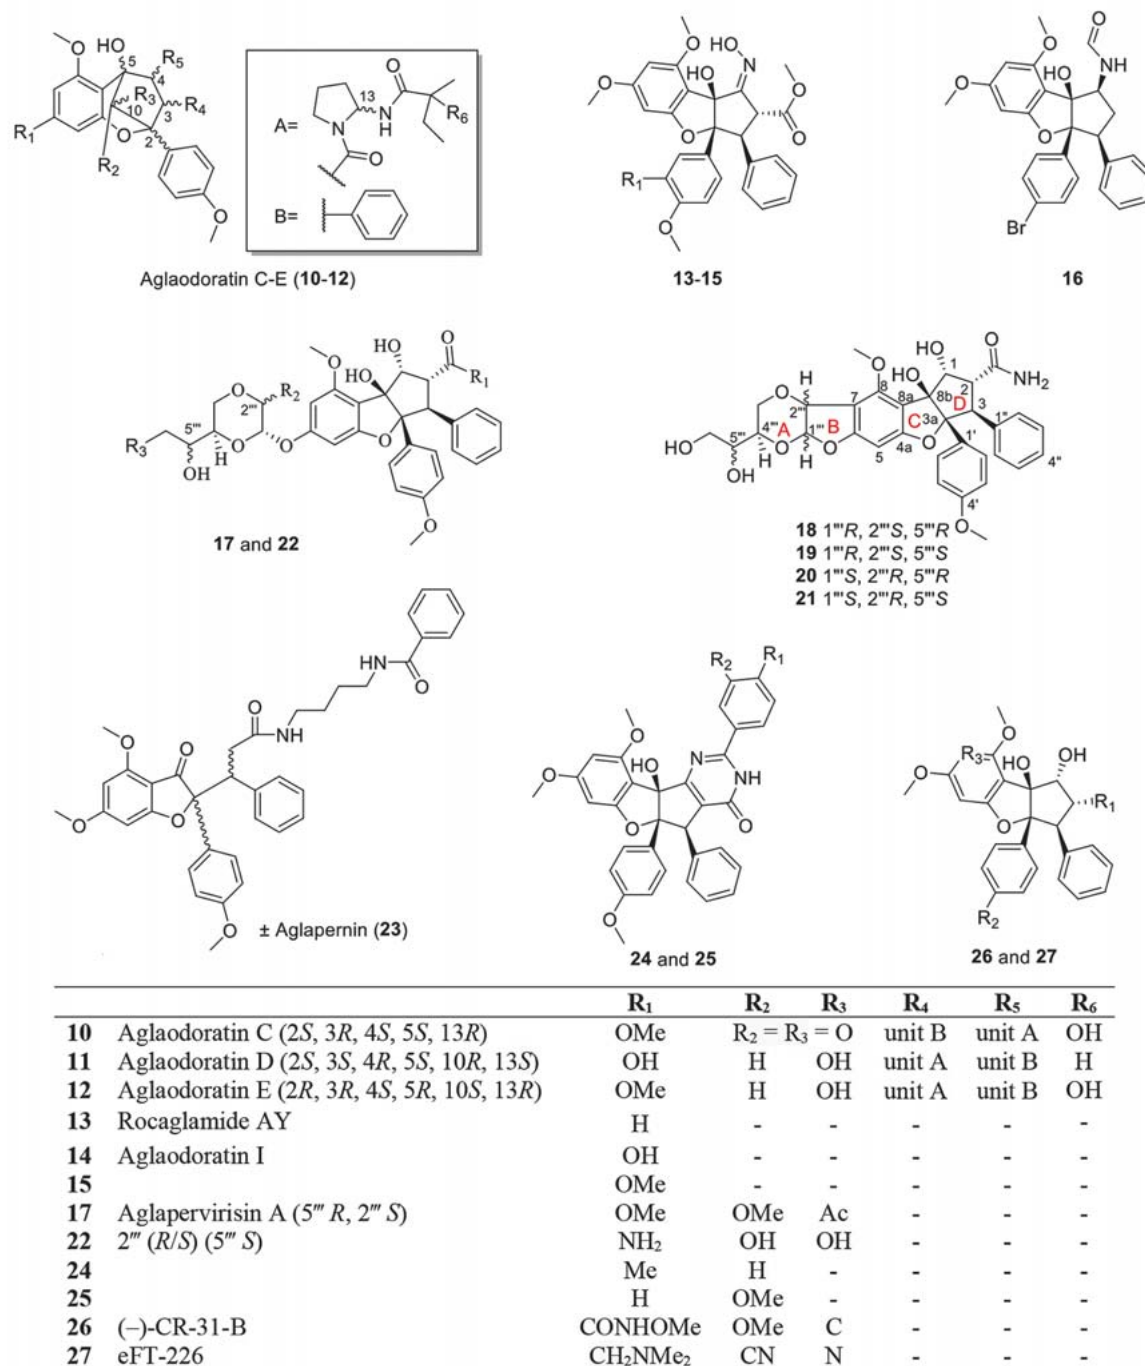 HO
R5
R3
R4
R1
R2
O
5
4
10
3
2
A=
13
NH
R6
N
O
B=
Aglaodoratin C-E (10-12)
HO
N
HO
O
R1
13-15
O
NH
HO
O
Br
16
HO
HO
O
R1
R2
O
2'''
5'''
R3
OH
H
17 and 22
HO
HO
1
O
NH2
2
3
D
8
8a
8b
C
3a
H
O
2'''
7
4'''
A
1'''
B
5'''
HO
OH
H
O
H
O
5
4a
O
1'
1"
4"
4'
O
18 1'''R, 2'''S, 5'''R
19 1'''R, 2'''S, 5'''S
20 1'''S, 2'''R, 5'''R
21 1'''S, 2'''R, 5'''S
HN
O
O
NH
O
O
O
O
O
± Aglapernin (23)
R2
R1
N
NH
HO
O
O
O
O
O
24 and 25
O
R3
HO
OH
O
R1
O
R2
26 and 27
R1 R2 R3 R4 R5 R6
10 Aglaodoratin C (2S, 3R, 4S, 5S, 13R) OMe R2 = R3 = O unit B unit A OH
11 Aglaodoratin D (2S, 3S, 4R, 5S, 10R, 13S) OH H OH unit A unit B H
12 Aglaodoratin E (2R, 3R, 4S, 5R, 10S, 13R) OMe H OH unit A unit B OH
13 Rocaglamide AY H - - - - -
14 Aglaodoratin I OH - - - - -
15 OMe - - - - -
17 Aglapervirisin A (5''' R, 2''' S) OMe OMe Ac - - -
22 2''' (R/S) (5''' S) NH2 OH OH - - -
24 Me H - - - -
25 H OMe - - - -
26 (–)-CR-31-B CONHOMe OMe C - - -
27 eFT-226 CH2NMe2 CN N - - -